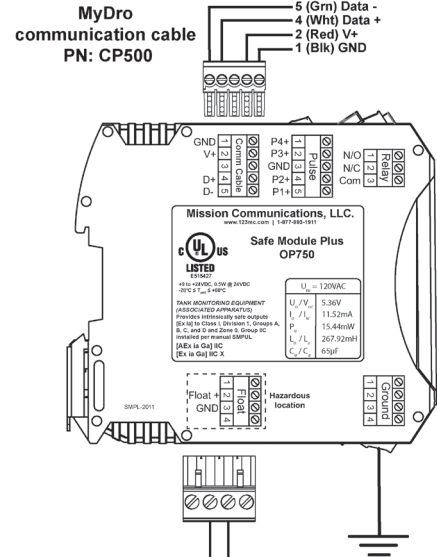 MyDro
communication cable
PN: CP500
5 (Grn) Data -
4 (Wht) Data +
2 (Red) V+
1 (Blk) GND
GND 1
V+ 2
3
D+ 4
D- 5
Comm Cable
P4+ 1
P3+ 2
GND 3
P2+ 4
P1+ 5
Pulse
N/O 1
N/C 2
Com 3
Relay
Mission Communications, LLC.
www.123mc.com | 1-877-993-1911
C UL US
LISTED
E515427
Safe Module Plus
OP750
+9 to +24VDC, 0.5W @ 24VDC
-20°C ≤ Tamb ≤ +60°C
TANK MONITORING EQUIPMENT
(ASSOCIATED APPARATUS)
Provides intrinsically safe outputs
[Ex ia] to Class I, Division 1, Groups A,
B, C, and D and Zone 0, Group IIC
installed per manual SMPUL
[AEx ia Ga] IIC
[Ex ia Ga] IIC X
Um = 120VAC
Uo / Voc 5.36V
Io / Isc 11.52mA
Po 15.44mW
Lo / La 267.92mH
Co / Ca 65µF
Float + 1
2
GND 3
4
Float
Hazardous
location
1
2
3
4
Ground
SMPL-2011